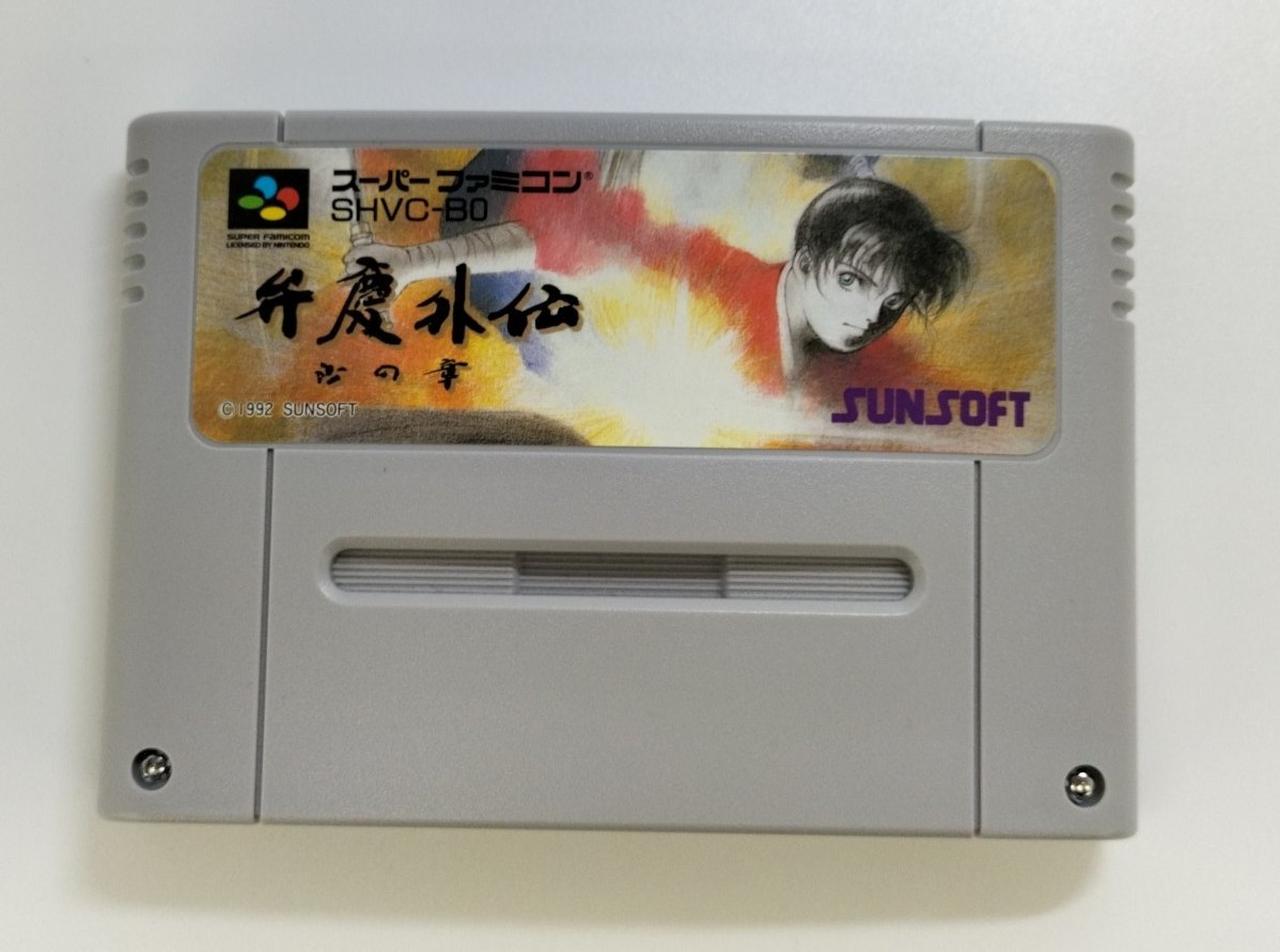 スーパーファミコン®
SHVC-B0
SUPER FAMICOM
LICENSED BY NINTENDO
弁慶外伝
沙の章
©1992 SUNSOFT
SUNSOFT